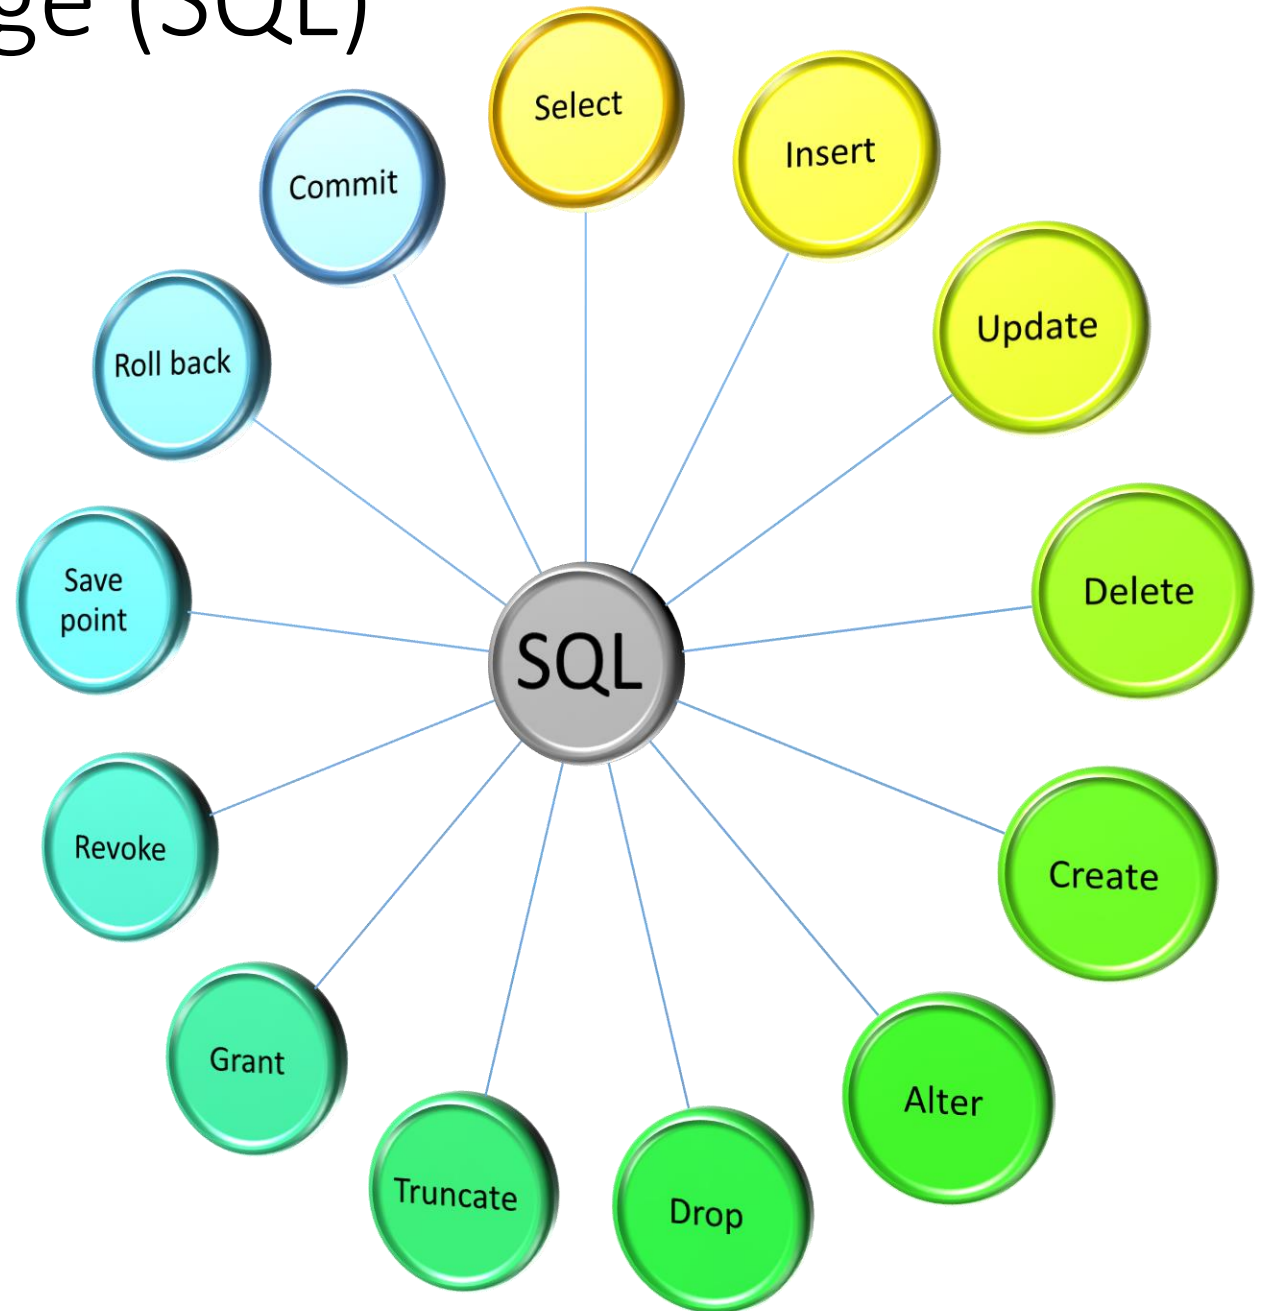 ge (SQL)
Select
Insert
Update
Delete
Create
Alter
Drop
Truncate
Grant
Revoke
Save
point
Roll back
Commit
SQL